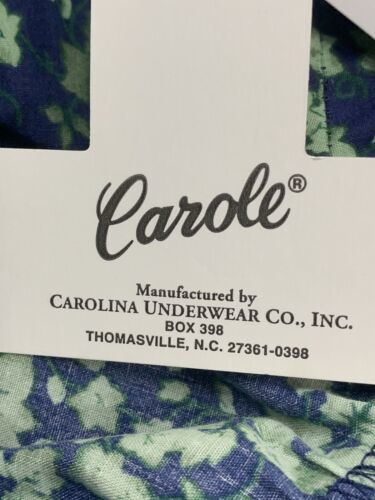 Carole®
Manufactured by
CAROLINA UNDERWEAR CO., INC.
BOX 398
THOMASVILLE, N.C. 27361-0398